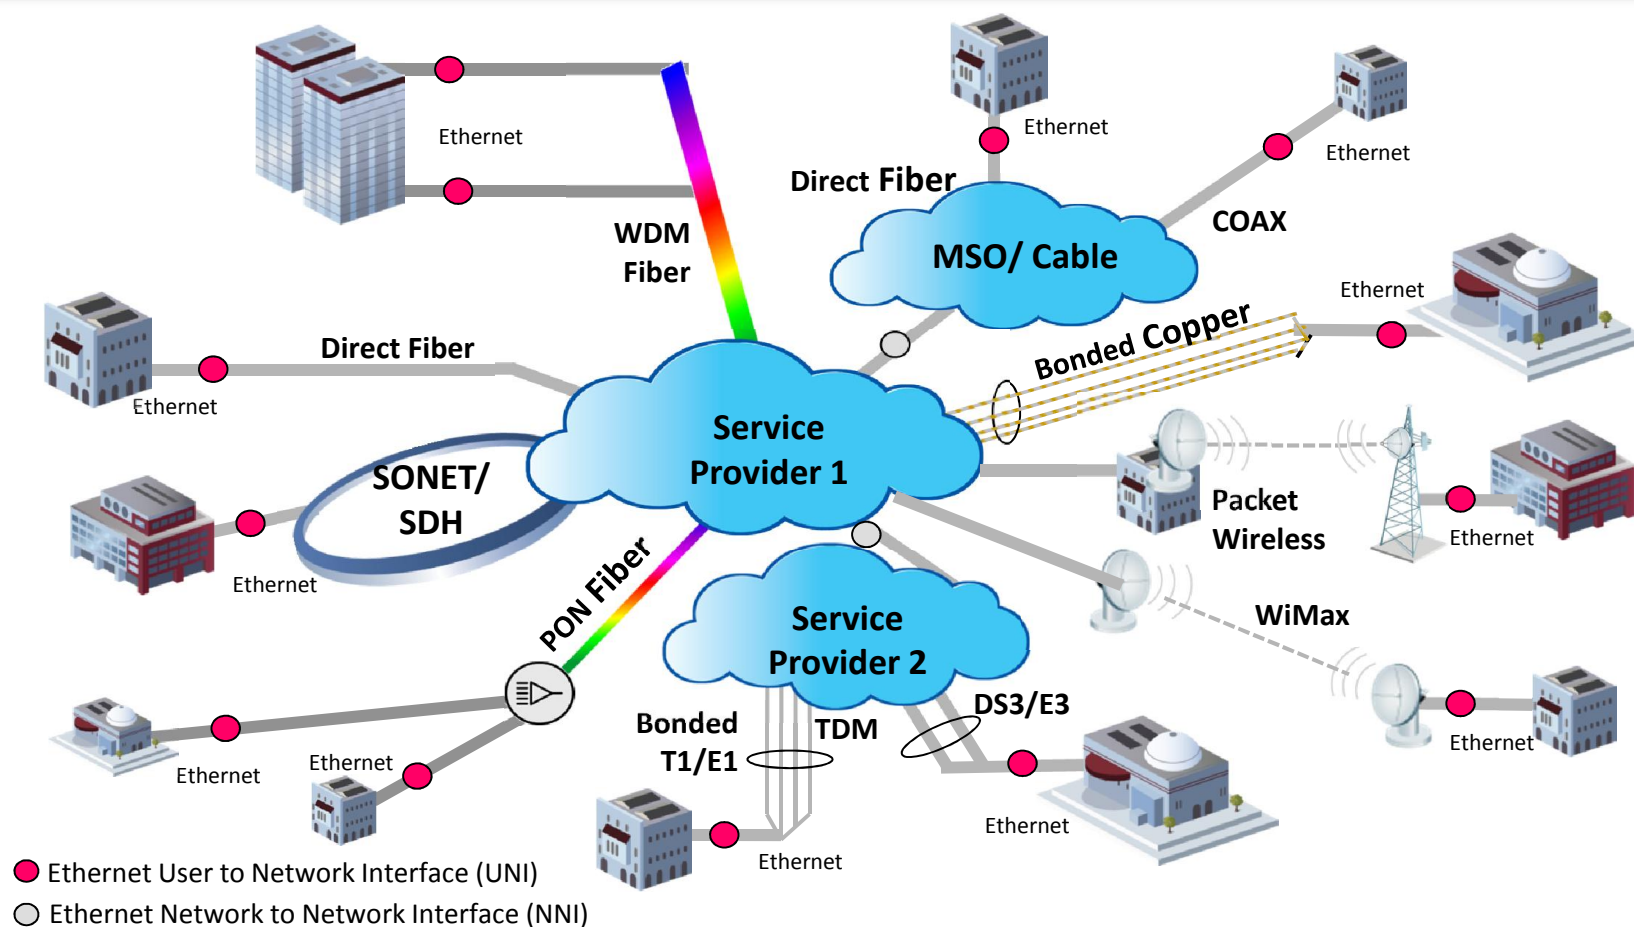 Ethernet
WDM
Fiber
Ethernet
Direct Fiber
Ethernet
COAX
MSO/ Cable
Ethernet
Bonded Copper
Direct Fiber
Ethernet
Service
Provider 1
SONET/
SDH
Ethernet
Packet
Wireless
Ethernet
PON Fiber
WiMax
Ethernet
Service
Provider 2
Bonded
T1/E1
TDM
DS3/E3
Ethernet
Ethernet
Ethernet
Ethernet
Ethernet User to Network Interface (UNI)
Ethernet Network to Network Interface (NNI)